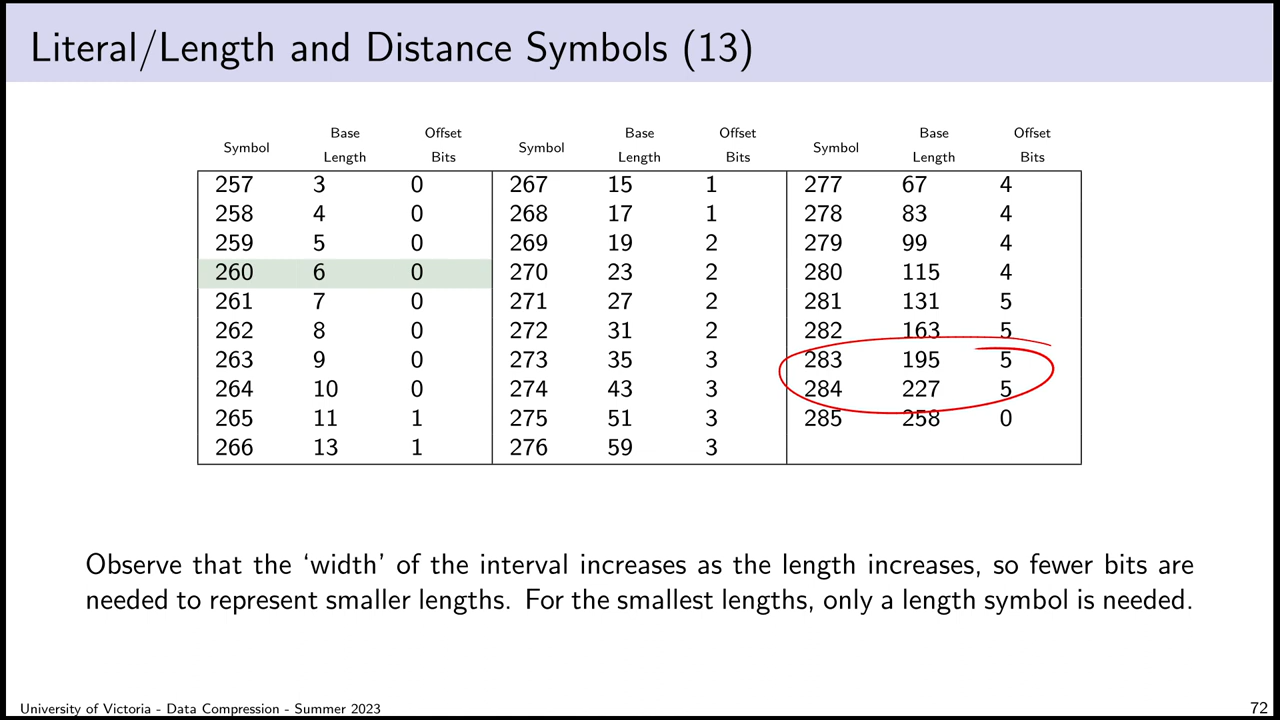 Literal/Length and Distance Symbols (13)
Symbol Base Length Offset Bits Symbol Base Length Offset Bits Symbol Base Length Offset Bits
257 3 0 267 15 1 277 67 4
258 4 0 268 17 1 278 83 4
259 5 0 269 19 2 279 99 4
260 6 0 270 23 2 280 115 4
261 7 0 271 27 2 281 131 5
262 8 0 272 31 2 282 163 5
263 9 0 273 35 3 283 195 5
264 10 0 274 43 3 284 227 5
265 11 1 275 51 3 285 258 0
266 13 1 276 59 3
Observe that the ‘width’ of the interval increases as the length increases, so fewer bits are
needed to represent smaller lengths. For the smallest lengths, only a length symbol is needed.
University of Victoria - Data Compression - Summer 2023 72